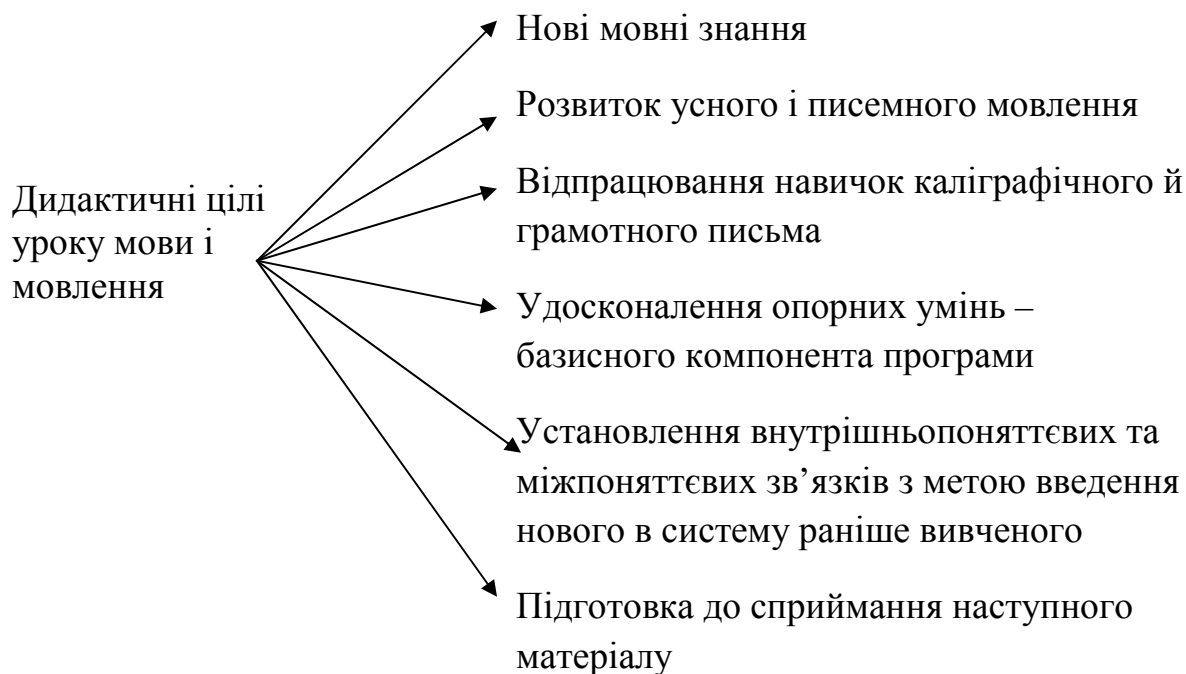 Дидактичні цілі
уроку мови і
мовлення
Нові мовні знання
Розвиток усного і писемного мовлення
Відпрацювання навичок каліграфічного й
грамотного письма
Удосконалення опорних умінь –
базисного компонента програми
Установлення внутрішньопоняттєвих та
міжпоняттєвих зв’язків з метою введення
нового в систему раніше вивченого
Підготовка до сприймання наступного
матеріалу